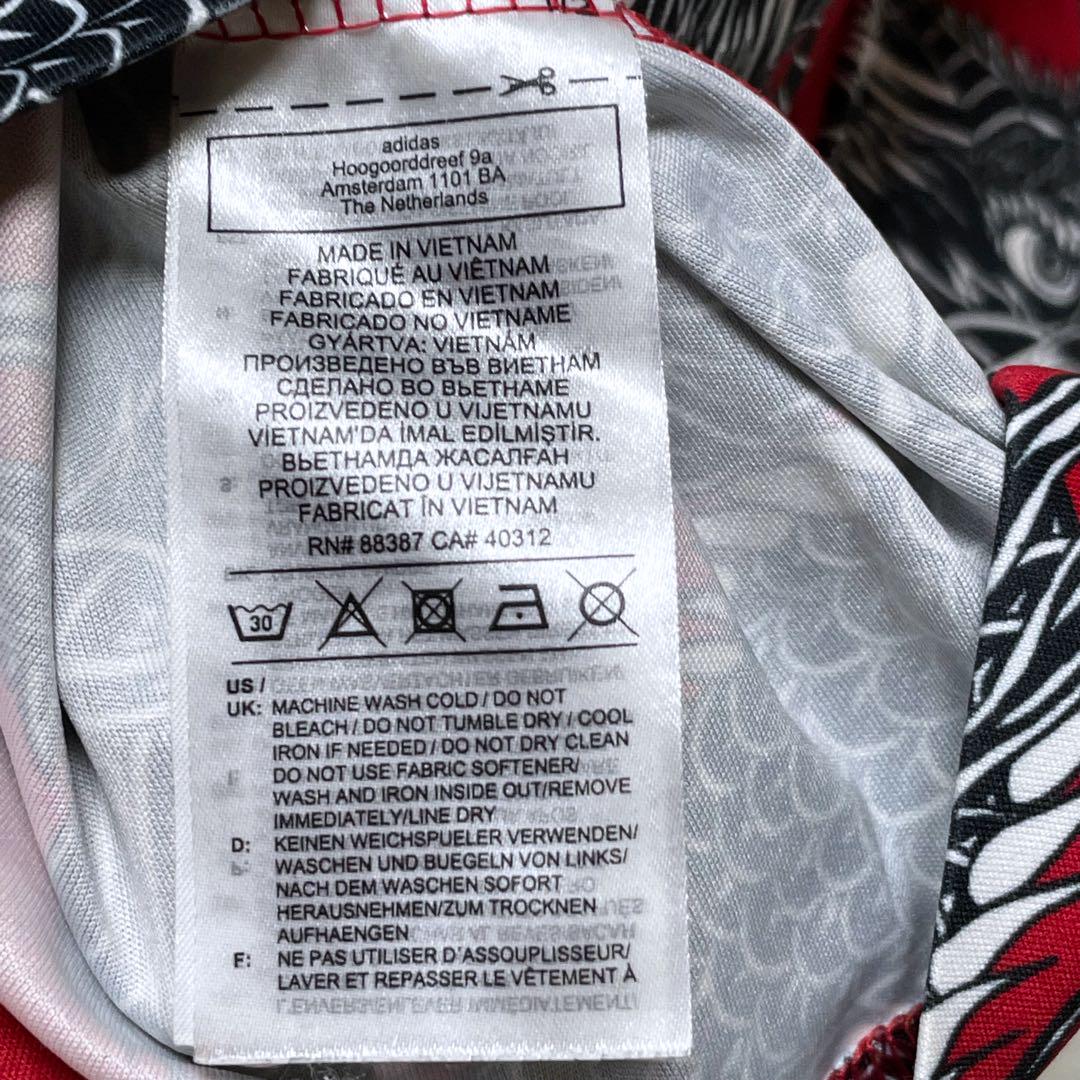 adidas
Hoogoorddreef 9a
Amsterdam 1101 BA
The Netherlands
MADE IN VIETNAM
FABRIQUÉ AU VIÊTNAM
FABRICADO EN VIETNAM
FABRICADO NO VIETNAME
GYÁRTVA: VIETNÁM
ПРОИЗВЕДЕНО ВЪВ ВИЕТНАМ
СДЕЛАНО ВО ВЬЕТНАМЕ
PROIZVEDENO U VIJETNAMU
VİETNAM'DA İMAL EDİLMİŞTİR.
ВЬЕТНАМДА ЖАСАЛҒАН
PROIZVEDENO U VIJETNAMU
FABRICAT ÎN VIETNAM
RN# 88387 CA# 40312
30
US /
UK: MACHINE WASH COLD / DO NOT
BLEACH / DO NOT TUMBLE DRY / COOL
IRON IF NEEDED / DO NOT DRY CLEAN
DO NOT USE FABRIC SOFTENER/
WASH AND IRON INSIDE OUT/REMOVE
IMMEDIATELY/LINE DRY
D: KEINEN WEICHSPUELER VERWENDEN/
WASCHEN UND BUEGELN VON LINKS/
NACH DEM WASCHEN SOFORT
HERAUSNEHMEN/ZUM TROCKNEN
AUFHAENGEN
F: NE PAS UTILISER D'ASSOUPLISSEUR/
LAVER ET REPASSER LE VÊTEMENT À